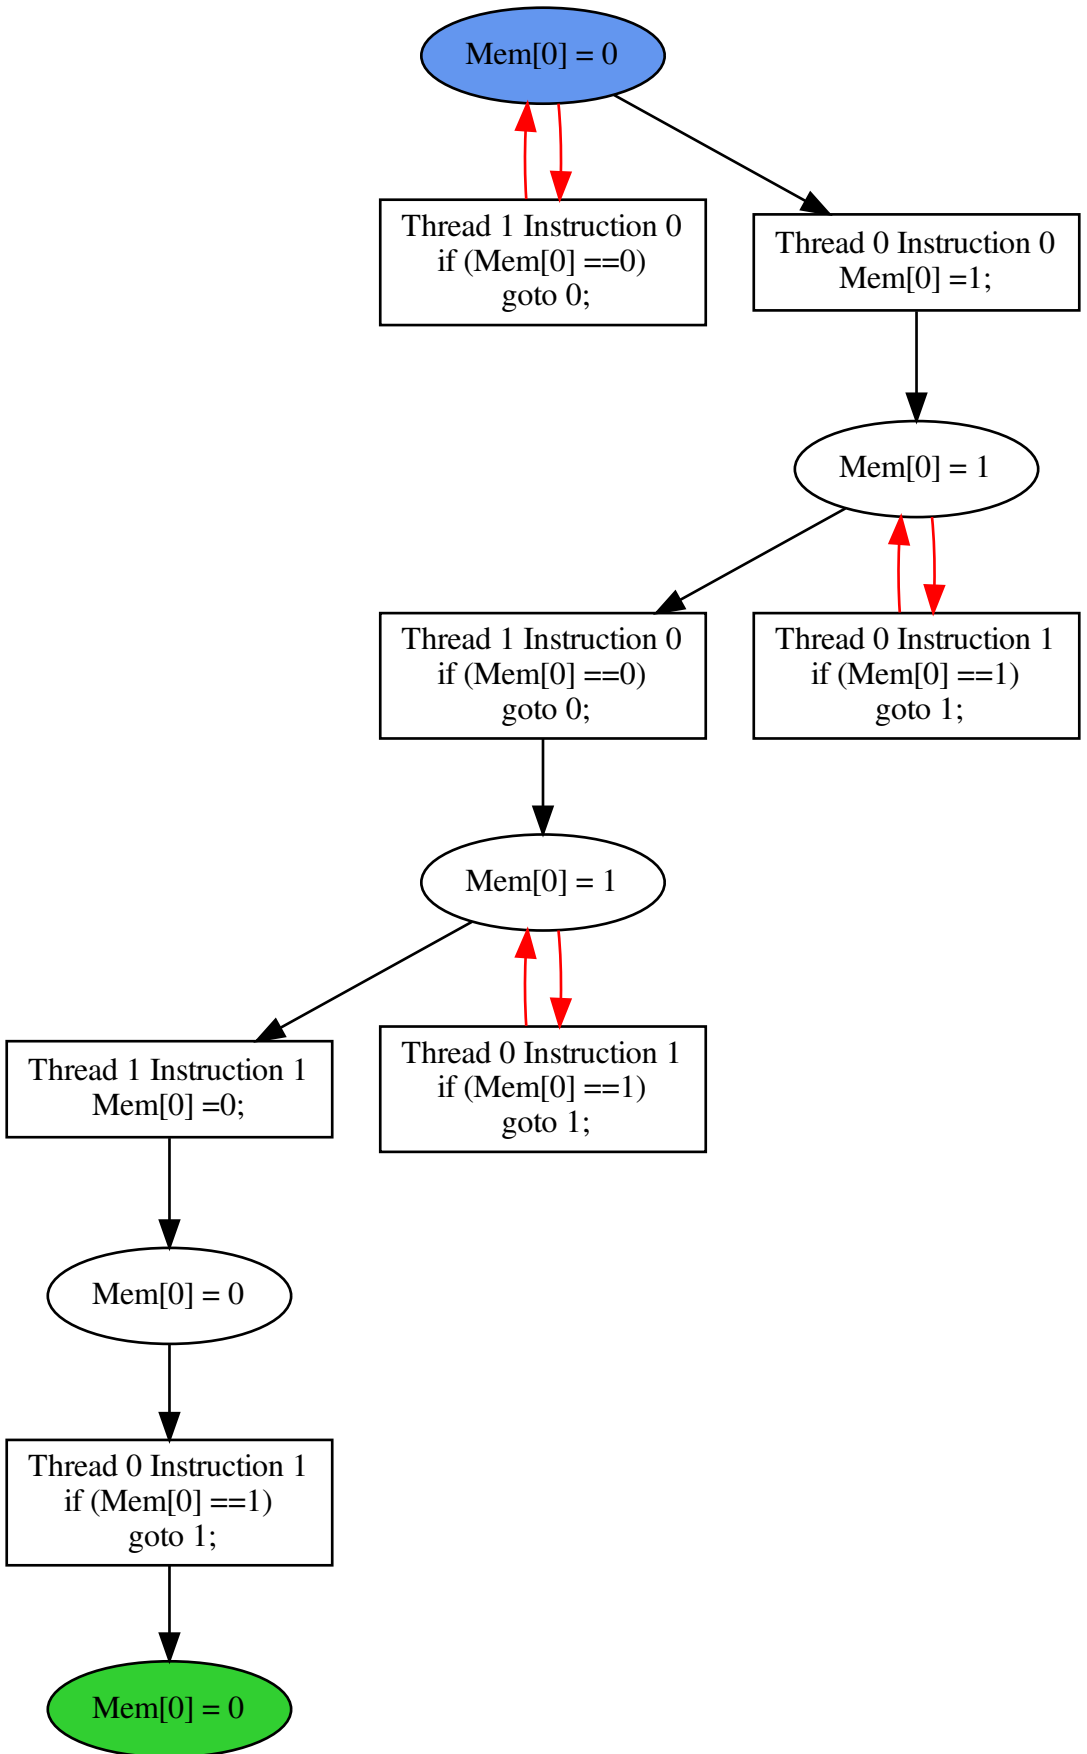 Mem[0] = 0
Thread 1 Instruction 0
if (Mem[0] ==0)
goto 0;
Thread 0 Instruction 0
Mem[0] =1;
Mem[0] = 1
Thread 1 Instruction 0
if (Mem[0] ==0)
goto 0;
Thread 0 Instruction 1
if (Mem[0] ==1)
goto 1;
Mem[0] = 1
Thread 1 Instruction 1
Mem[0] =0;
Thread 0 Instruction 1
if (Mem[0] ==1)
goto 1;
Mem[0] = 0
Thread 0 Instruction 1
if (Mem[0] ==1)
goto 1;
Mem[0] = 0